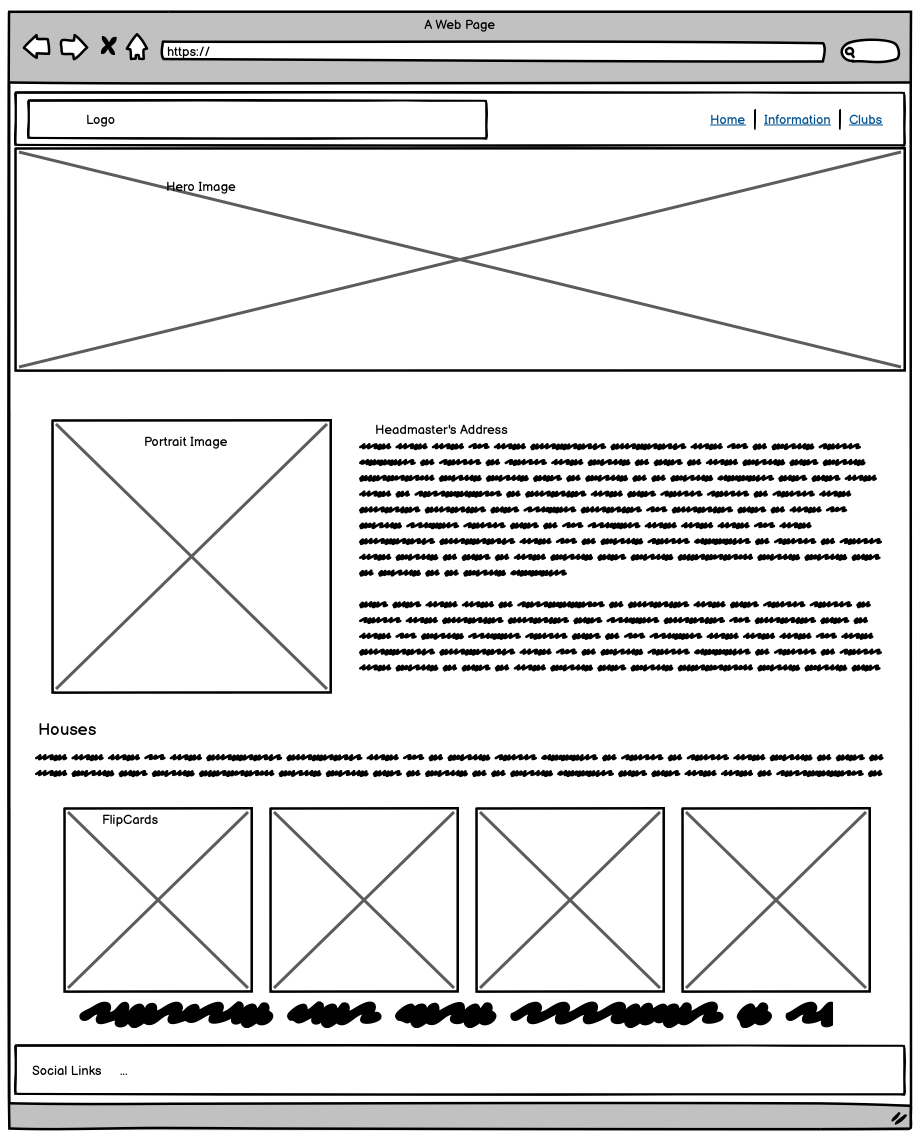 A Web Page
https://
Logo
Home | Information | Clubs
Hero Image
Portrait Image
Headmaster's Address
Houses
FlipCards
Social Links ...